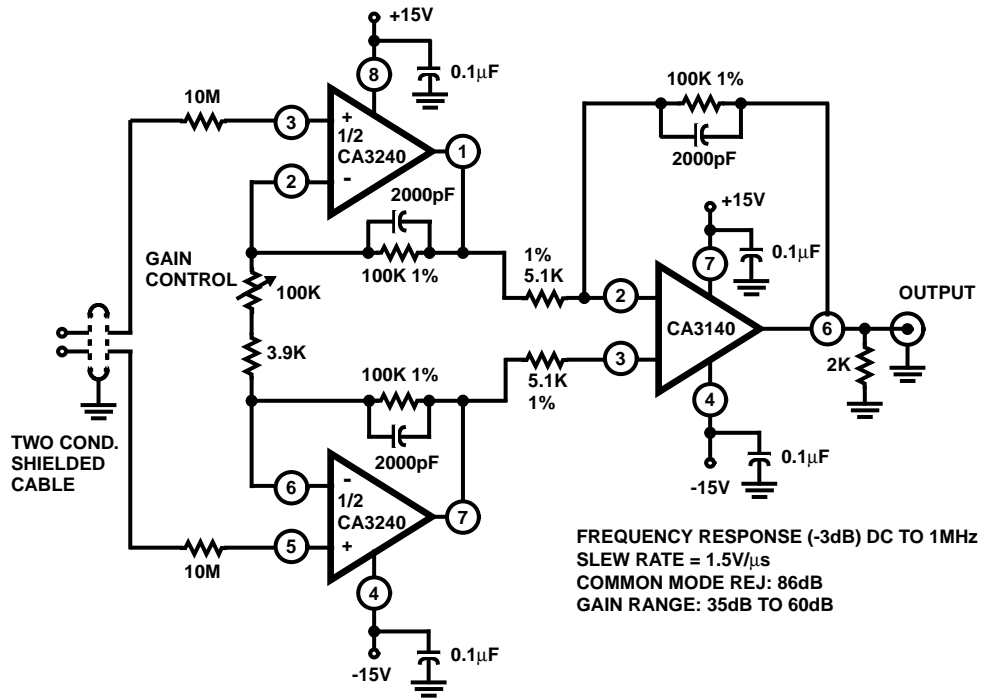 +15V
8
0.1µF
10M
3
+
1/2
CA3240
1
2
-
2000pF
100K 1%
GAIN
CONTROL
100K
3.9K
100K 1%
2000pF
TWO COND.
SHIELDED
CABLE
6
-
1/2
CA3240
7
5
+
10M
4
0.1µF
-15V
100K 1%
2000pF
+15V
7
0.1µF
1%
5.1K
2
CA3140
3
5.1K
1%
6
OUTPUT
2K
4
0.1µF
-15V
FREQUENCY RESPONSE (-3dB) DC TO 1MHz
SLEW RATE = 1.5V/µs
COMMON MODE REJ: 86dB
GAIN RANGE: 35dB TO 60dB